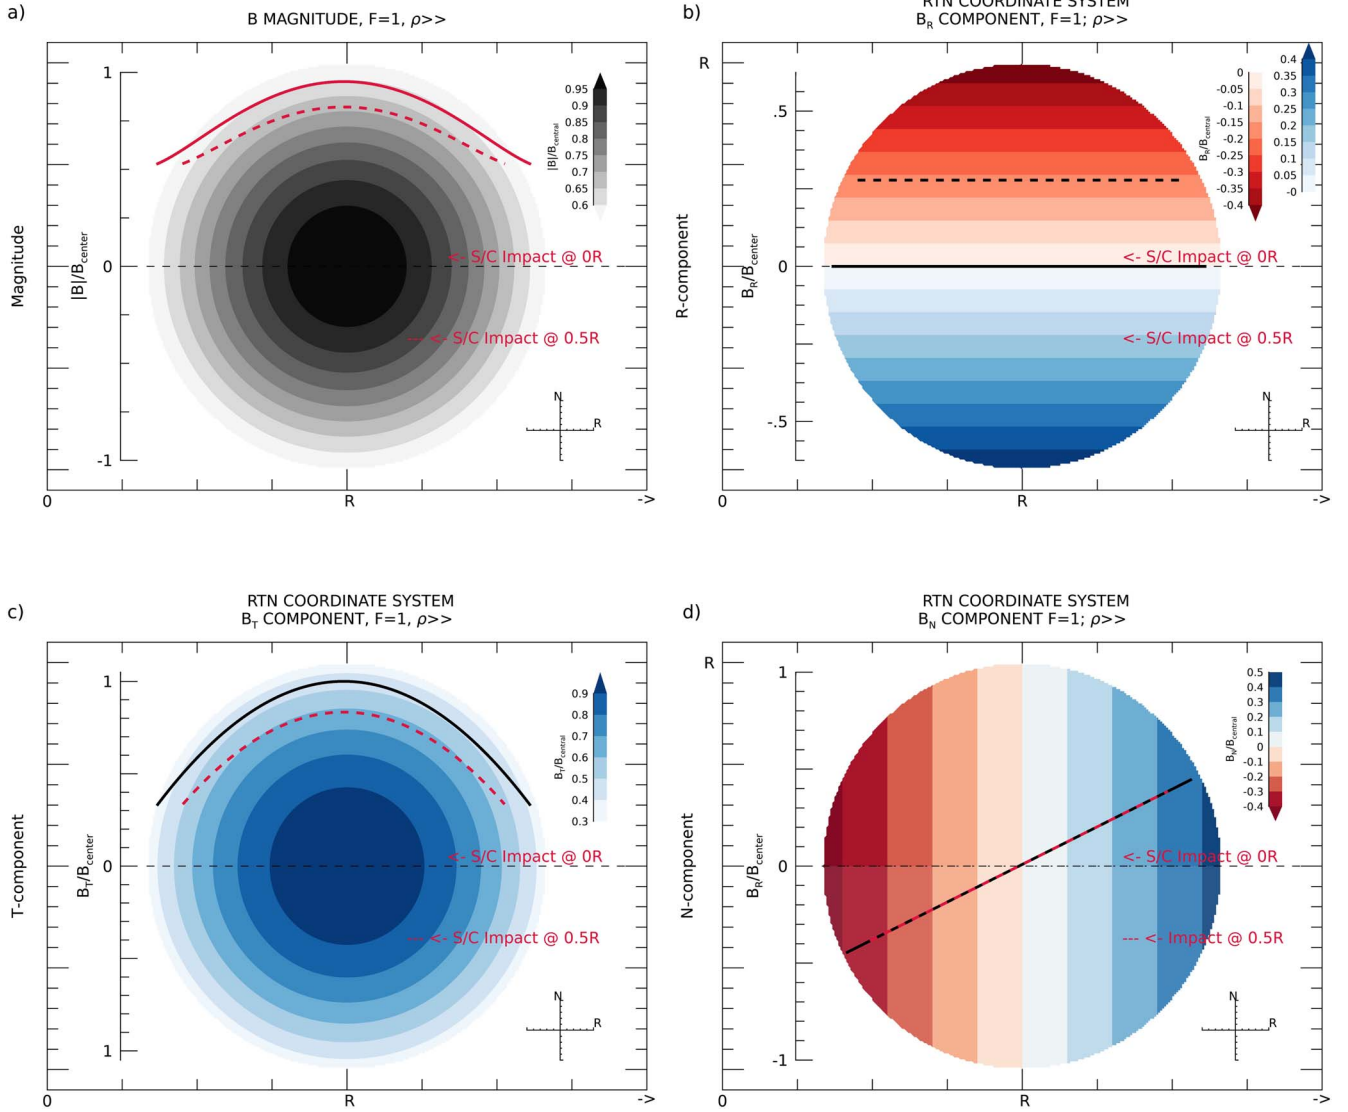 a)
B MAGNITUDE, F=1, ρ>>
Magnitude
|B|/B_center
1
0
-1
0.95
0.9
0.85
0.8
0.75
0.7
0.65
0.6
|B|/B_central
<- S/C Impact @ 0R
--- <- S/C Impact @ 0.5R
N
R
0
R
->
b)
RTN COORDINATE SYSTEM
B_R COMPONENT, F=1; ρ>>
R
R-component
B_R/B_center
.5
0
-.5
0
-0.05
-0.1
-0.15
-0.2
-0.25
-0.3
-0.35
-0.4
B_R/B_central
0.4
0.35
0.3
0.25
0.2
0.15
0.1
0.05
-0
<- S/C Impact @ 0R
<- S/C Impact @ 0.5R
N
R
0
R
->
c)
RTN COORDINATE SYSTEM
B_T COMPONENT, F=1, ρ>>
T-component
B_T/B_center
1
0
1
0.9
0.8
0.7
0.6
0.5
0.4
0.3
B_T/B_central
<- S/C Impact @ 0R
--- <- S/C Impact @ 0.5R
N
R
0
R
->
d)
RTN COORDINATE SYSTEM
B_N COMPONENT F=1; ρ>>
R
N-component
B_R/B_center
1
0
-1
0.5
0.4
0.3
0.2
0.1
0
-0.1
-0.3
-0.3
-0.4
B_N/B_central
<- S/C Impact @ 0R
--- <- Impact @ 0.5R
N
R
0
R
->